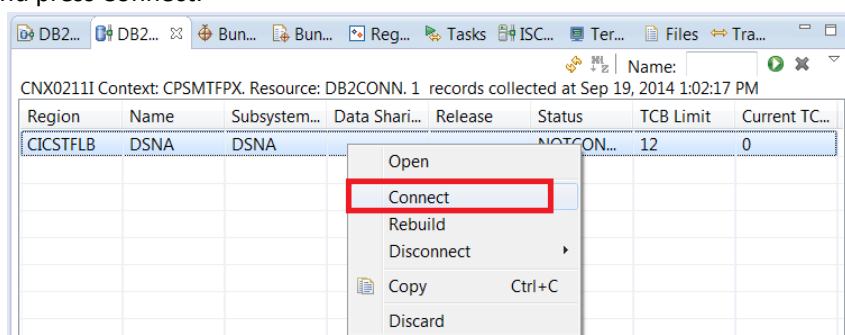 nd press Connect.
DB2... DB2... Bun... Bun... Reg... Tasks ISC... Ter... Files Tra...
Name:
CNX0211I Context: CPSMTFPX. Resource: DB2CONN. 1 records collected at Sep 19, 2014 1:02:17 PM
Region Name Subsystem... Data Shari... Release Status TCB Limit Current TC...
CICSTFLB DSNA DSNA NOTCON... 12 0
Open
Connect
Rebuild
Disconnect
Copy Ctrl+C
Discard